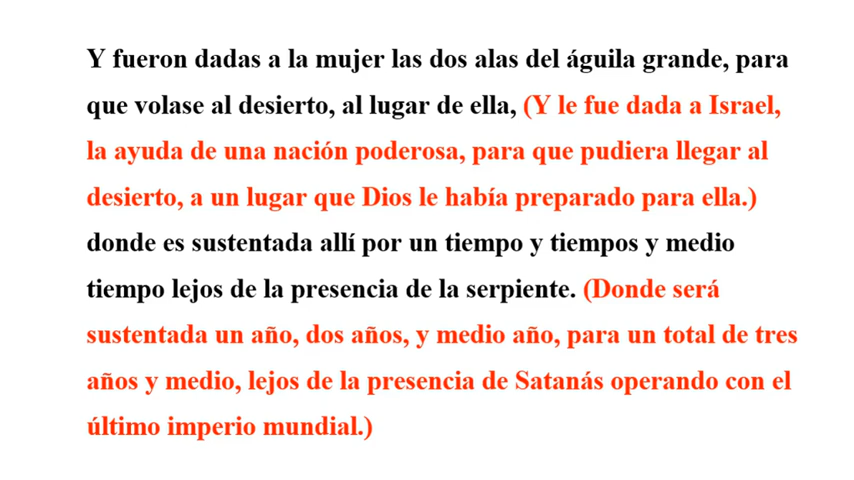 Y fueron dadas a la mujer las dos alas del águila grande, para
que volase al desierto, al lugar de ella, (Y le fue dada a Israel,
la ayuda de una nación poderosa, para que pudiera llegar al
desierto, a un lugar que Dios le había preparado para ella.)
donde es sustentada allí por un tiempo y tiempos y medio
tiempo lejos de la presencia de la serpiente. (Donde será
sustentada un año, dos años, y medio año, para un total de tres
años y medio, lejos de la presencia de Satanás operando con el
último imperio mundial.)